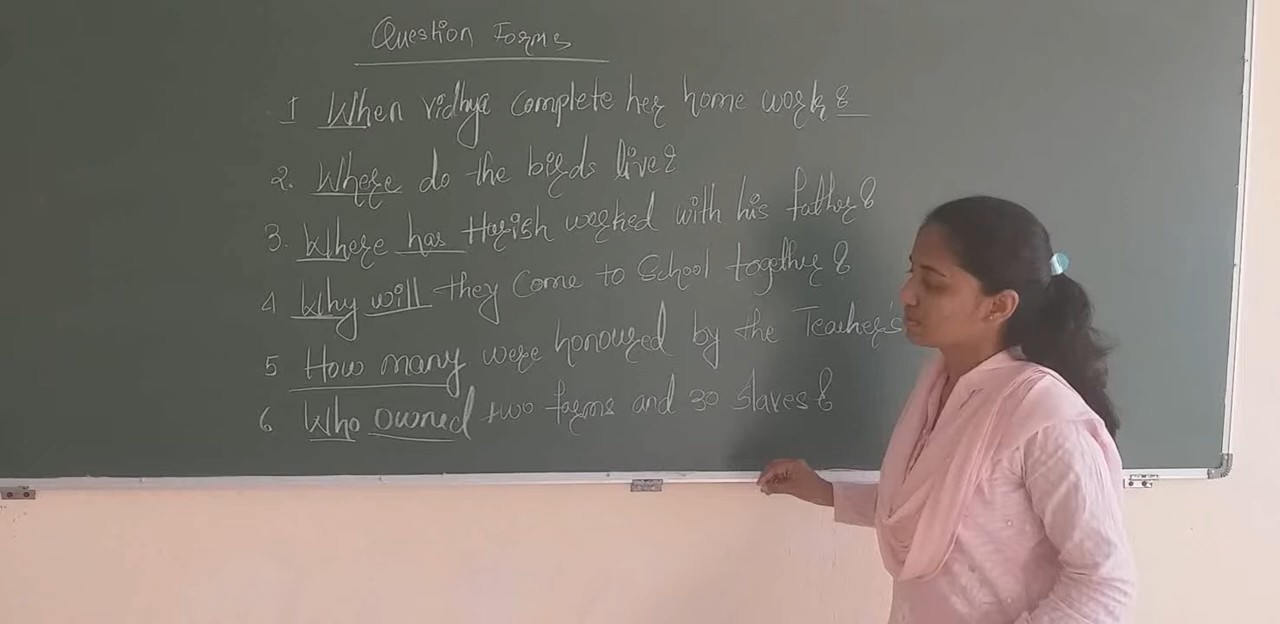 Question Forms
1 When vidhya complete her home work?
2. Where do the birds live?
3. Where has Harish worked with his father?
4 Why will they come to School together?
5 How many were honoured by the Teacher's
6 Who owned two farms and 30 slaves?